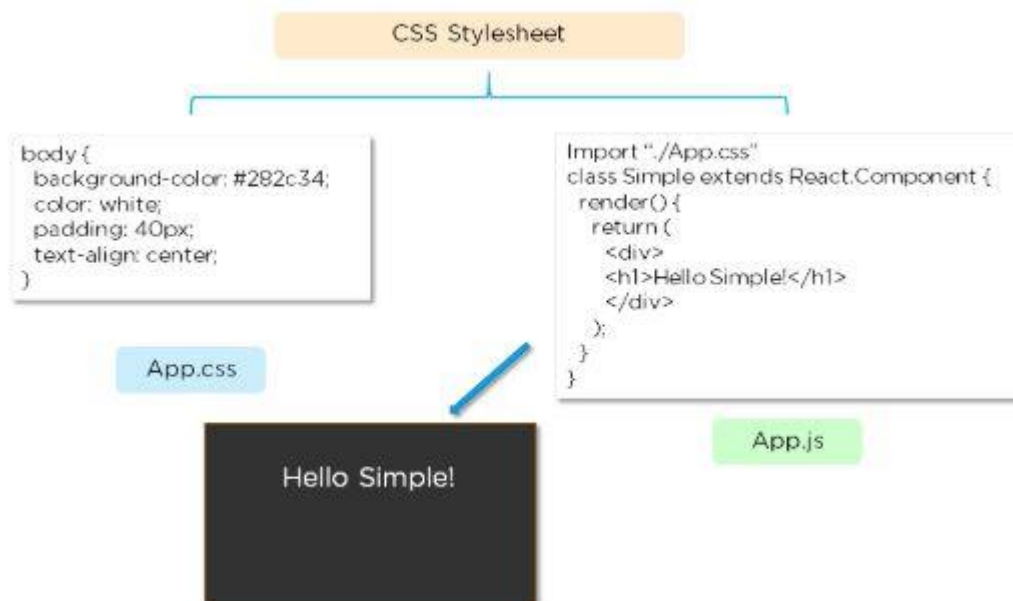 CSS Stylesheet
body {
background-color: #282c34;
color: white;
padding: 40px;
text-align: center;
}
App.css
Import “./App.css”
class Simple extends React.Component {
render() {
return (
<div>
<h1>Hello Simple!</h1>
</div>
);
}
}
App.js
Hello Simple!